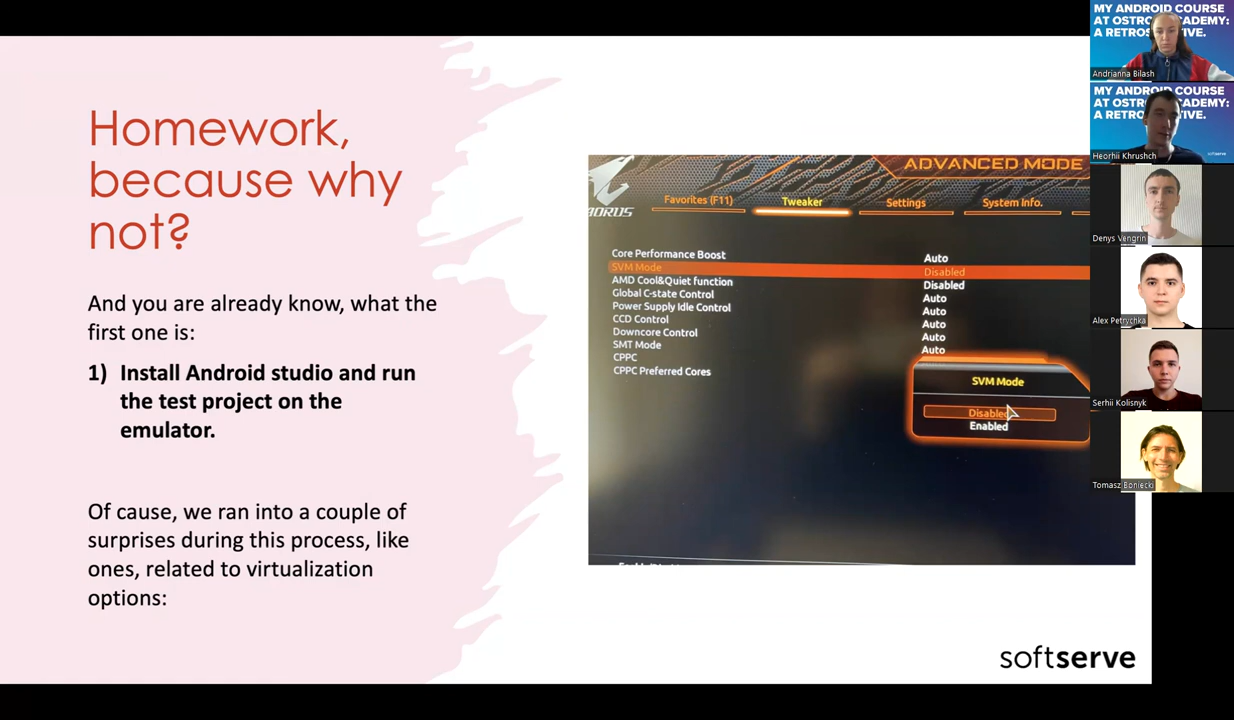 Homework,
because why
not?
And you are already know, what the
first one is:
1) Install Android studio and run
the test project on the
emulator.
Of cause, we ran into a couple of
surprises during this process, like
ones, related to virtualization
options:
ADVANCED MODE
AORUS
Favorites (F11)
Tweaker
Settings
System Info.
Core Performance Boost Auto
SVM Mode Disabled
AMD Cool&Quiet function Disabled
Global C-state Control Auto
Power Supply Idle Control Auto
CCD Control Auto
Downcore Control Auto
SMT Mode Auto
CPPC
CPPC Preferred Cores
SVM Mode
Disabled
Enabled
softserve
MY ANDROID COURSE
AT OSTRO CADEMY:
A RETROS TIVE.
Andrianna Bilash
MY ANDROID COURSE
AT OSTRO CADEMY:
A RETROS TIVE.
softserve
Heorhii Khrushch
Denys Vengrin
Alex Petrychka
Serhii Kolisnyk
Tomasz Boniecki